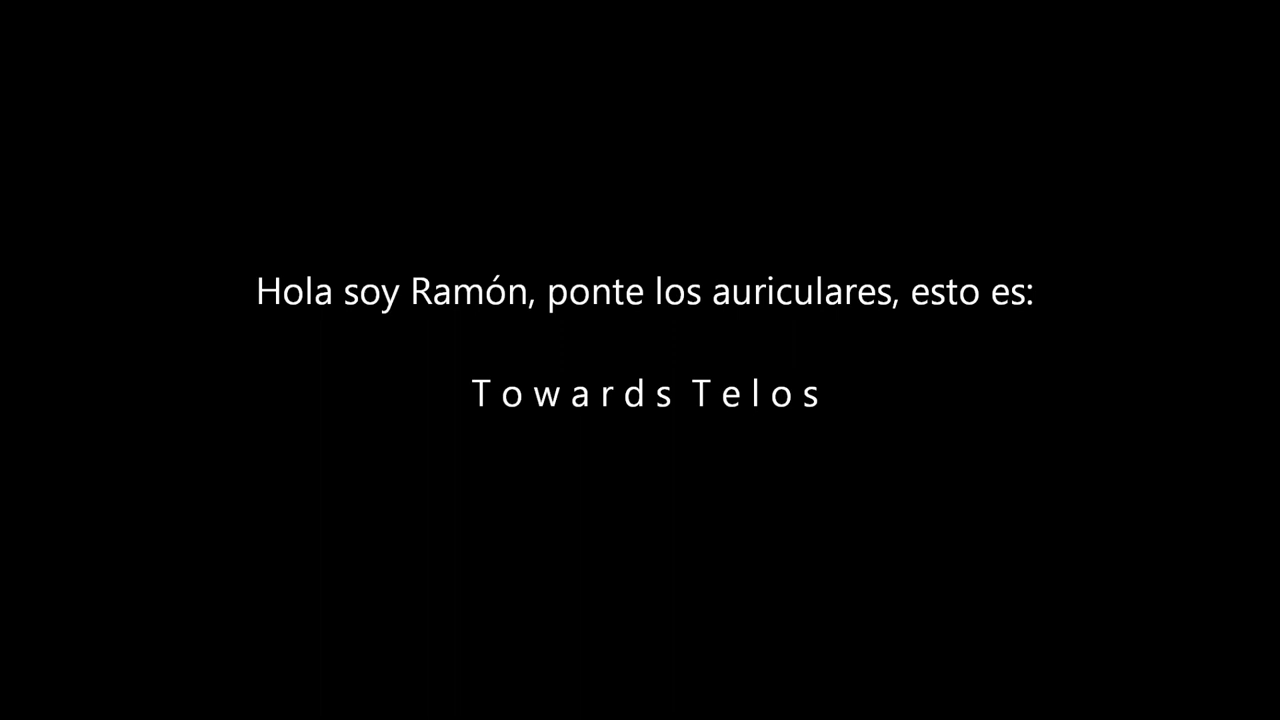 Hola soy Ramón, ponte los auriculares, esto es:
T o w a r d s  T e l o s